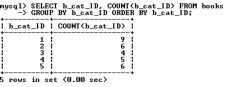 mysql> SELECT b_cat_ID, COUNT(b_cat_ID) FROM books
-> GROUP BY b_cat_ID ORDER BY b_cat_ID;
+----------+-----------------+
| b_cat_ID | COUNT(b_cat_ID) |
+----------+-----------------+
| 1 | 9 |
| 2 | 6 |
| 3 | 4 |
| 4 | 5 |
| 5 | 6 |
+----------+-----------------+
5 rows in set (0.00 sec)